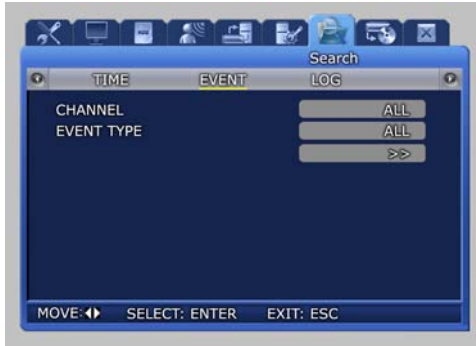 Search
TIME EVENT LOG
CHANNEL ALL
EVENT TYPE ALL
>>
MOVE: SELECT: ENTER EXIT: ESC